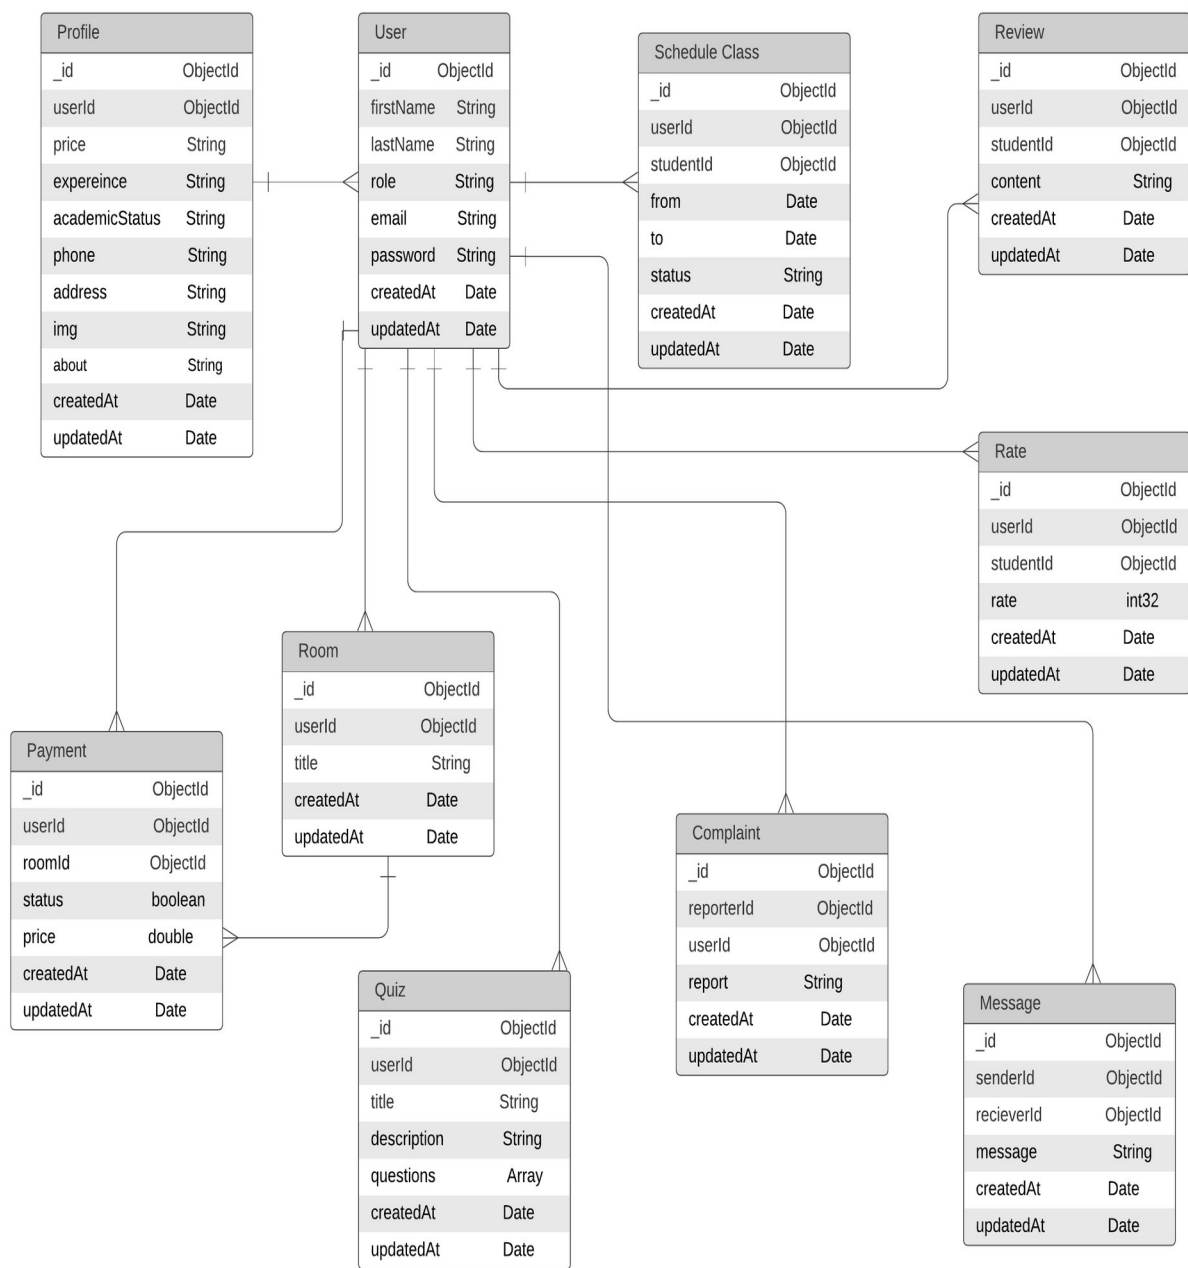 Profile
_id ObjectId
userId ObjectId
price String
expereince String
academicStatus String
phone String
address String
img String
about String
createdAt Date
updatedAt Date
User
_id ObjectId
firstName String
lastName String
role String
email String
password String
createdAt Date
updatedAt Date
Schedule Class
_id ObjectId
userId ObjectId
studentId ObjectId
from Date
to Date
status String
createdAt Date
updatedAt Date
Review
_id ObjectId
userId ObjectId
studentId ObjectId
content String
createdAt Date
updatedAt Date
Rate
_id ObjectId
userId ObjectId
studentId ObjectId
rate int32
createdAt Date
updatedAt Date
Room
_id ObjectId
userId ObjectId
title String
createdAt Date
updatedAt Date
Payment
_id ObjectId
userId ObjectId
roomId ObjectId
status boolean
price double
createdAt Date
updatedAt Date
Complaint
_id ObjectId
reporterId ObjectId
userId ObjectId
report String
createdAt Date
updatedAt Date
Quiz
_id ObjectId
userId ObjectId
title String
description String
questions Array
createdAt Date
updatedAt Date
Message
_id ObjectId
senderId ObjectId
recieverId ObjectId
message String
createdAt Date
updatedAt Date